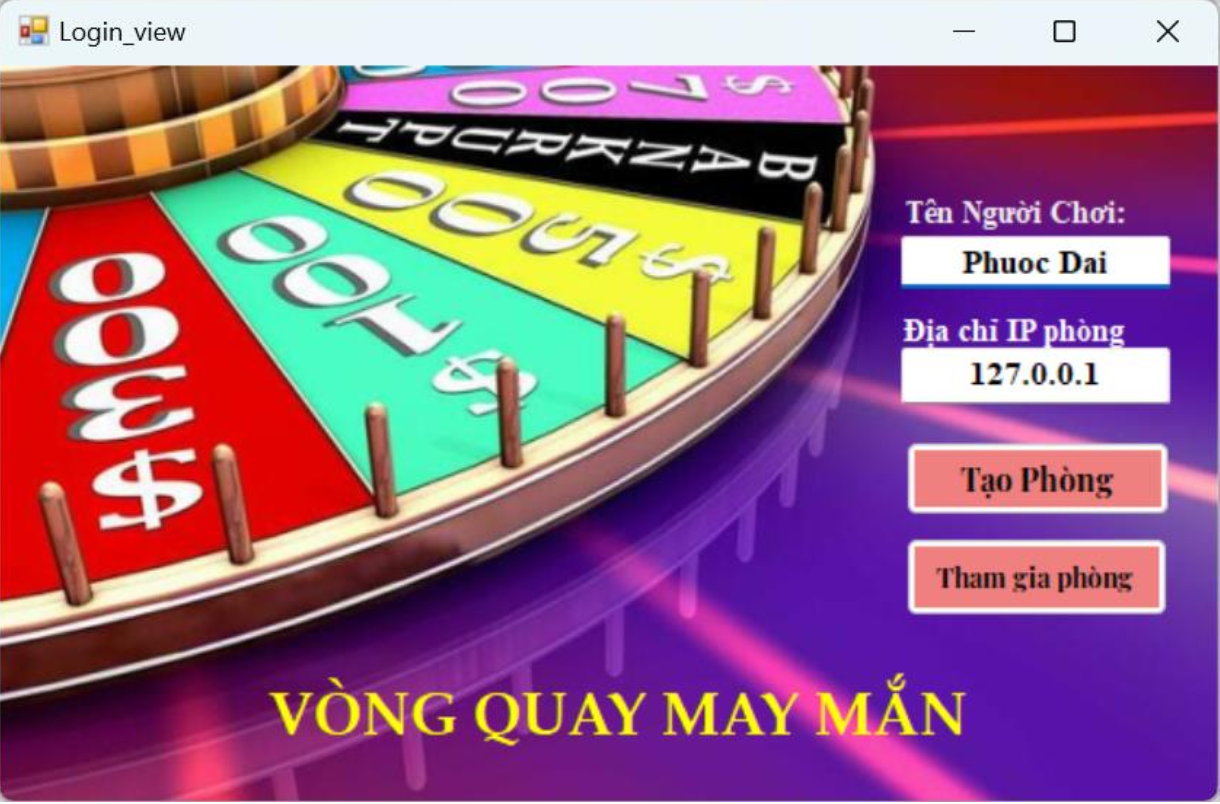 Login_view
$700
BANKRUPT
$500
$100
$300
Tên Người Chơi:
Phuoc Dai
Địa chỉ IP phòng
127.0.0.1
Tạo Phòng
Tham gia phòng
VÒNG QUAY MAY MẮN